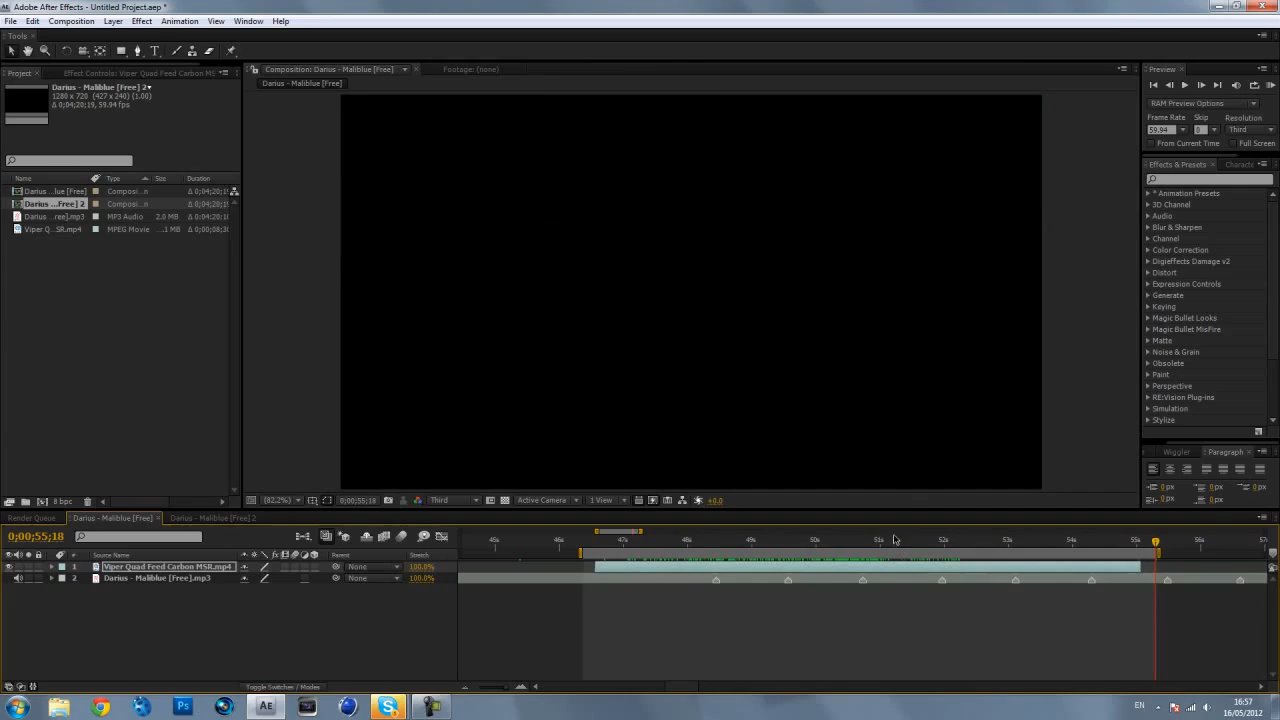 Adobe After Effects - Untitled Project.aep *
File Edit Composition Layer Effect Animation View Window Help
Tools
Project Effect Controls: Viper Quad Feed Carbon MS
Composition: Darius - Maliblue [Free] Footage: (none)
Preview
Darius - Maliblue [Free]
Darius - Maliblue [Free] 2
1280 x 720 (427 x 240) (1.00)
Δ 0;04;20;19, 59.94 fps
RAM Preview Options
Frame Rate Skip Resolution
59.94 0 Third
From Current Time Full Screen
Effects & Presets Charact
Name Type Size Duration
Darius ...lue [Free] Composi...n Δ 0;04;20;19
Darius ...Free] 2 Composi...n Δ 0;04;20;19
Darius ...ree].mp3 MP3 Audio 2.0 MB Δ 0;04;20;10
Viper Q...SR.mp4 MPEG Movie ....1 MB Δ 0;00;08;30
* Animation Presets
3D Channel
Audio
Blur & Sharpen
Channel
Color Correction
Digieffects Damage v2
Distort
Expression Controls
Generate
Keying
Magic Bullet Looks
Magic Bullet MisFire
Matte
Noise & Grain
Obsolete
Paint
Perspective
RE:Vision Plug-ins
Simulation
Stylize
Wiggler Paragraph
0 px 0 px 0 px
0 px 0 px
8 bpc
(82.2%) 0;00;55;18 Third Active Camera 1 View +0.0
Render Queue Darius - Maliblue [Free] Darius - Maliblue [Free] 2
0;00;55;18
45s 46s 47s 48s 49s 50s 51s 52s 53s 54s 55s 56s 57s
# Source Name Parent Stretch
1 Viper Quad Feed Carbon MSR.mp4 None 100.0%
2 Darius - Maliblue [Free].mp3 None 100.0%
Toggle Switches / Modes
EN 16:57
16/05/2012